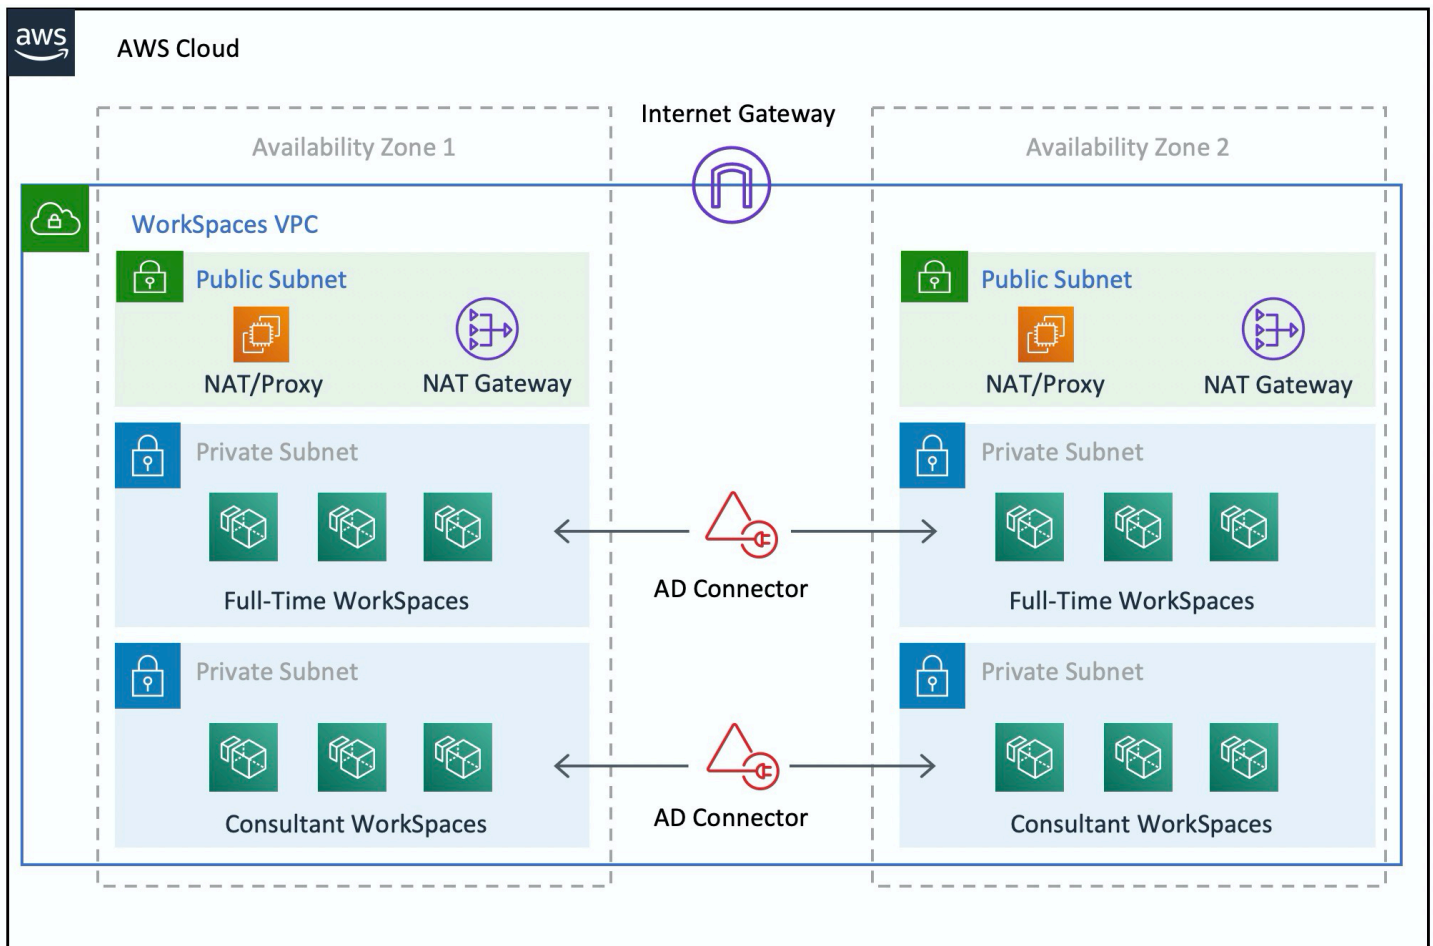 aws
AWS Cloud
Internet Gateway
Availability Zone 1
Availability Zone 2
WorkSpaces VPC
Public Subnet
NAT/Proxy
NAT Gateway
Public Subnet
NAT/Proxy
NAT Gateway
Private Subnet
Full-Time WorkSpaces
AD Connector
Private Subnet
Full-Time WorkSpaces
Private Subnet
Consultant WorkSpaces
AD Connector
Private Subnet
Consultant WorkSpaces